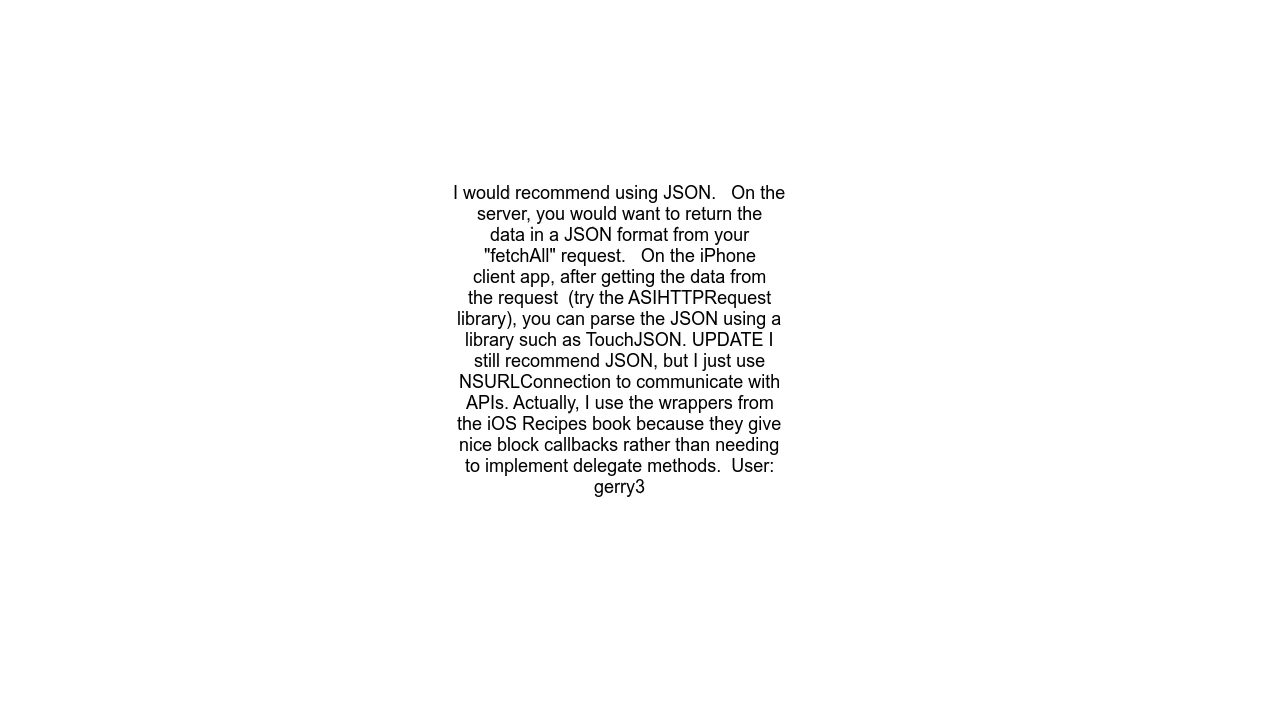 I would recommend using JSON.   On the
server, you would want to return the
data in a JSON format from your
"fetchAll" request.   On the iPhone
client app, after getting the data from
the request  (try the ASIHTTPRequest
library), you can parse the JSON using a
library such as TouchJSON. UPDATE I
still recommend JSON, but I just use
NSURLConnection to communicate with
APIs. Actually, I use the wrappers from
the iOS Recipes book because they give
nice block callbacks rather than needing
to implement delegate methods.  User:
gerry3